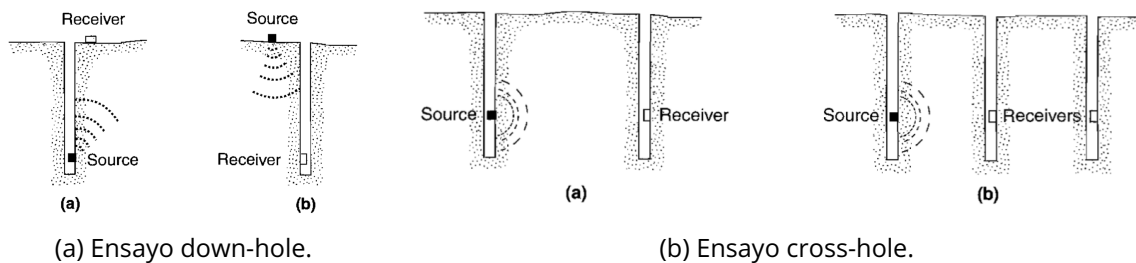 Receiver
Source
(a)
Source
Receiver
(b)
Source
Receiver
(a)
Source
Receivers
(b)
(a) Ensayo down-hole.
(b) Ensayo cross-hole.